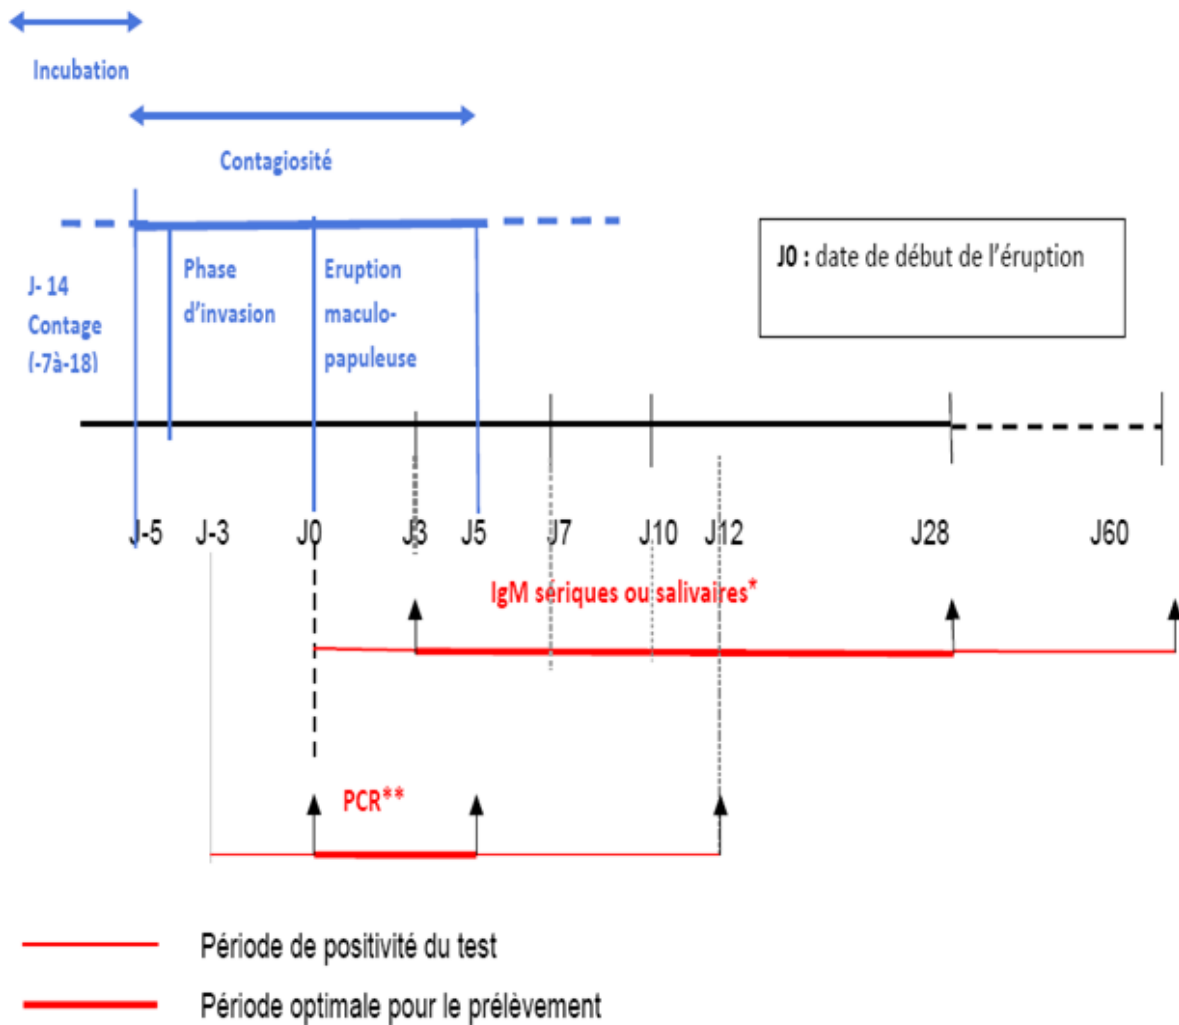 Incubation
Contagiosité
J- 14
Contage
(-7à-18)
Phase
d'invasion
Eruption
maculo-
papuleuse
J0 : date de début de l'éruption
J-5 J-3 J0 J3 J5 J7 J10 J12 J28 J60
IgM sériques ou salivaires*
PCR**
Période de positivité du test
Période optimale pour le prélèvement